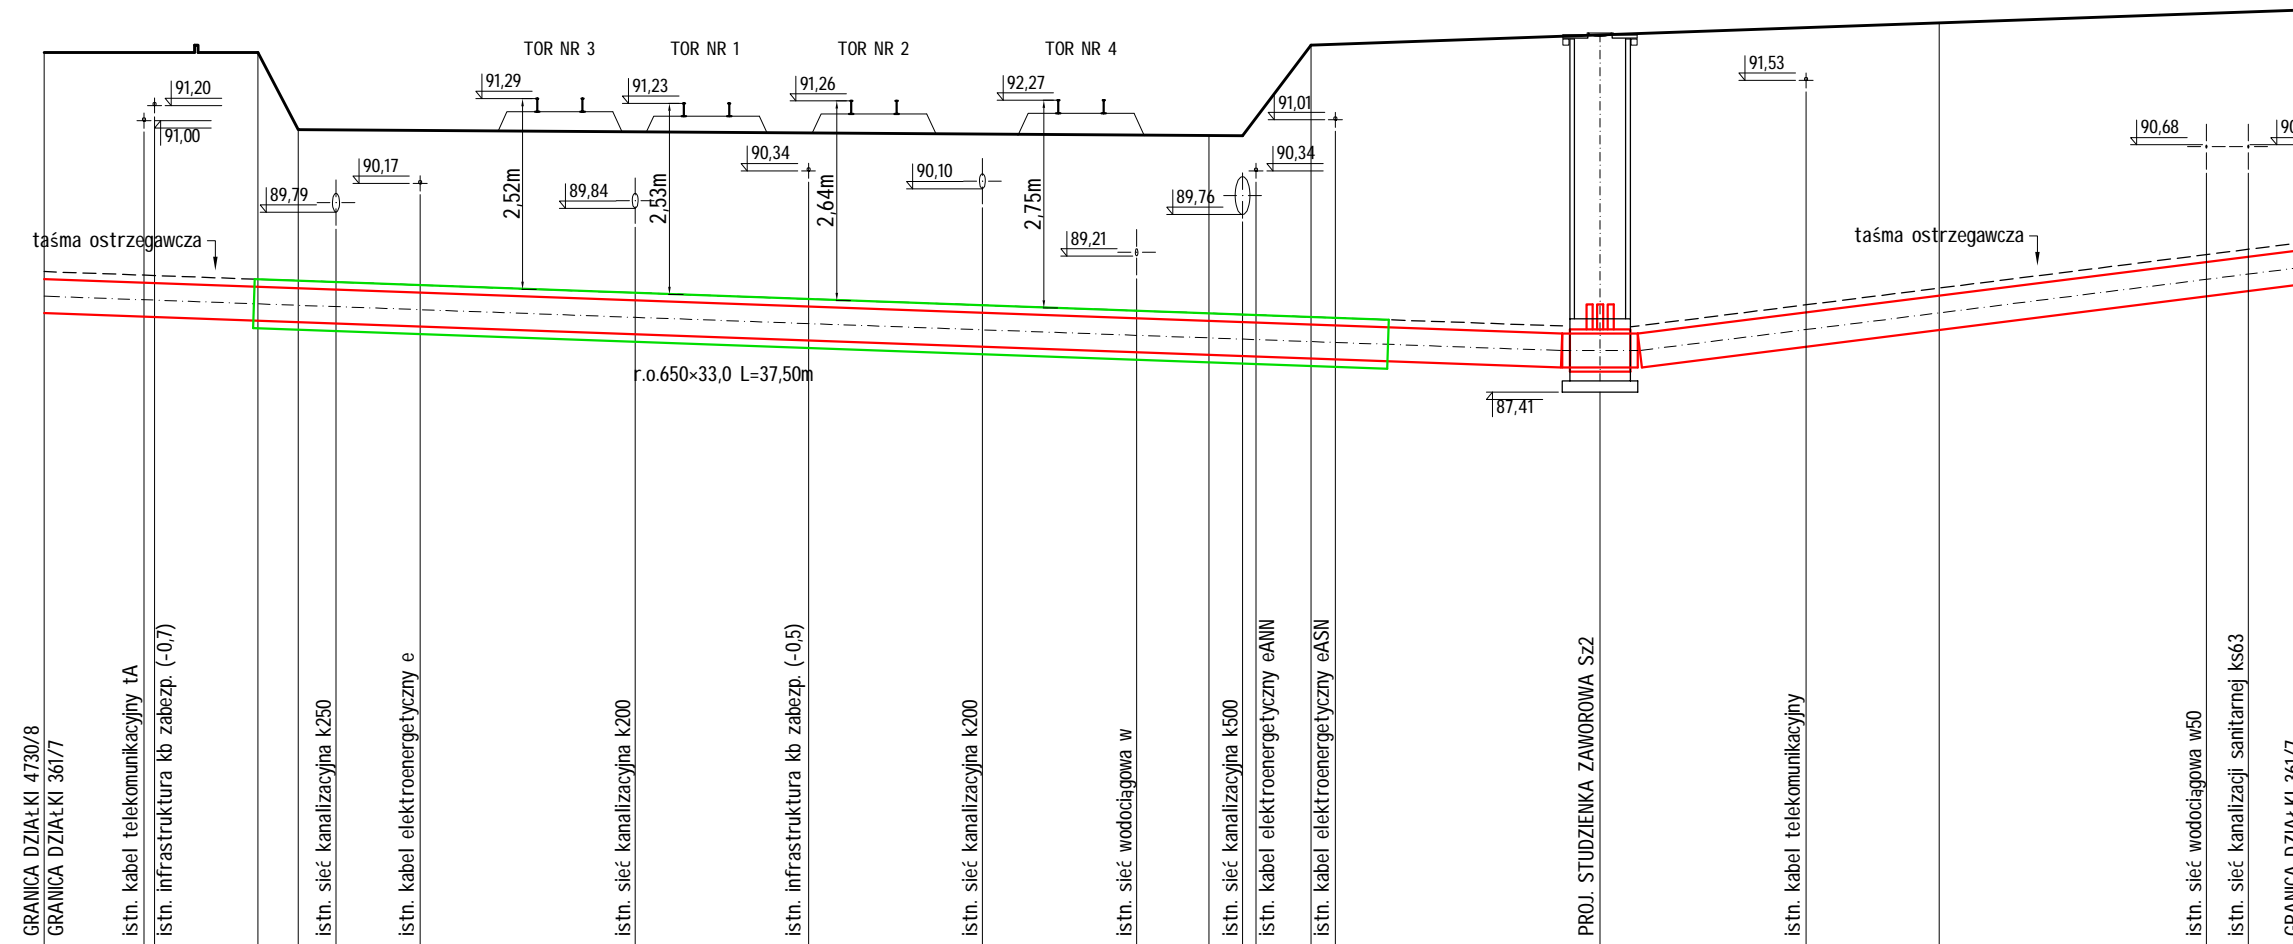 TOR NR 3
TOR NR 1
TOR NR 2
TOR NR 4
91,20
91,00
91,29
91,23
91,26
92,27
91,01
91,53
90,68
89,79
90,17
2,52m
89,84
2,53m
90,34
2,64m
90,10
2,75m
89,21
89,76
90,34
taśma ostrzegawcza
taśma ostrzegawcza
r.o.650×33,0 L=37,50m
87,41
GRANICA DZIAŁKI 4730/8
GRANICA DZIAŁKI 361/7
istn. kabel telekomunikacyjny tA
istn. infrastruktura kb zabezp. (-0,7)
istn. sieć kanalizacyjna k250
istn. kabel elektroenergetyczny e
istn. sieć kanalizacyjna k200
istn. infrastruktura kb zabezp. (-0,5)
istn. sieć kanalizacyjna k200
istn. sieć wodociągowa w
istn. sieć kanalizacyjna k500
istn. kabel elektroenergetyczny eANN
istn. kabel elektroenergetyczny eASN
PROJ. STUDZIENKA ZAWOROWA Sz2
istn. kabel telekomunikacyjny
istn. sieć wodociągowa w50
istn. sieć kanalizacji sanitarnej ks63
GRANICA DZIAŁKI 361/7